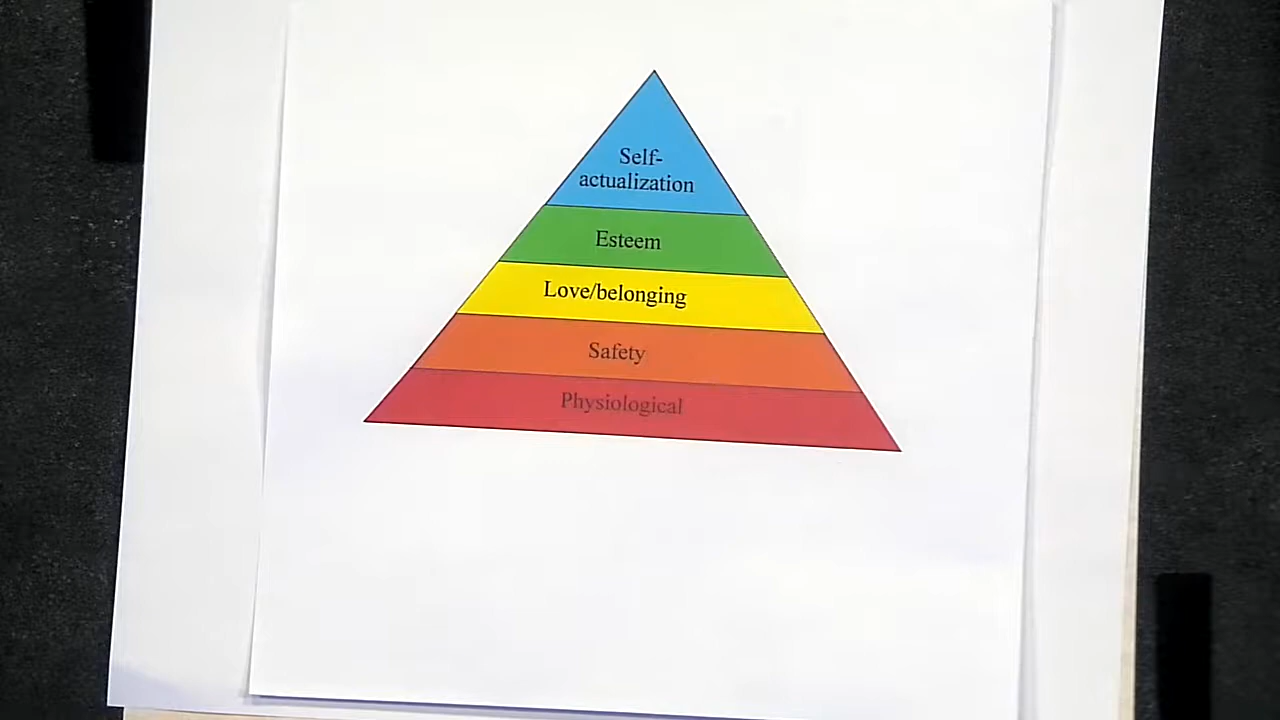 Self-
actualization
Esteem
Love/belonging
Safety
Physiological